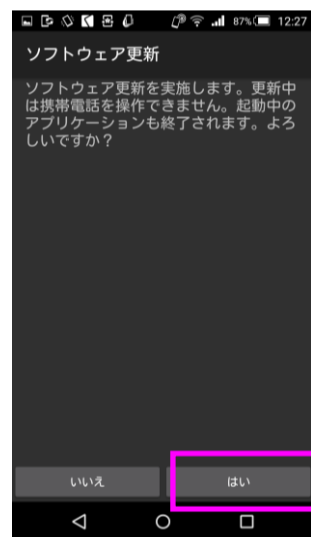 87% 12:27
ソフトウェア更新
ソフトウェア更新を実施します。更新中
は携帯電話を操作できません。起動中の
アプリケーションも終了されます。よろ
しいですか？
いいえ はい